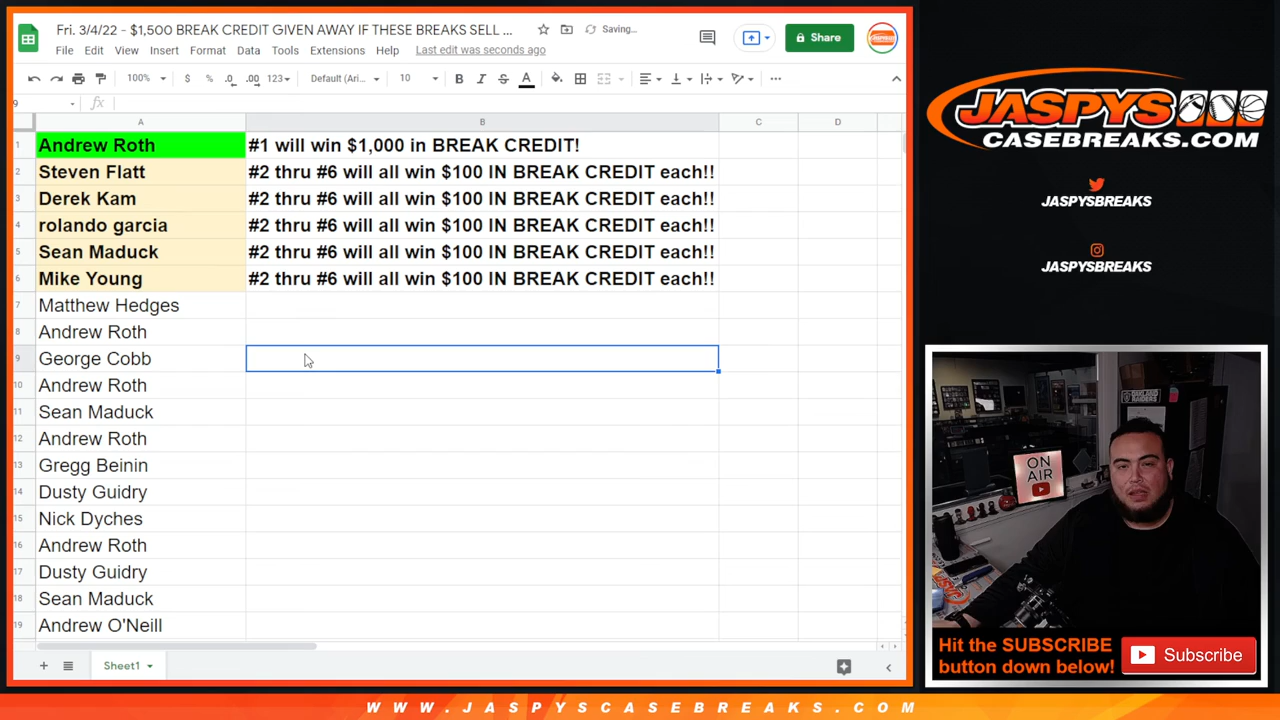 Fri. 3/4/22 - $1,500 BREAK CREDIT GIVEN AWAY IF THESE BREAKS SELL ...
Saving...
File Edit View Insert Format Data Tools Extensions Help Last edit was seconds ago
Share
100% $ % .0 .00 123 Default (Ari... 10 B I S A
9 fx
A B C D
1 Andrew Roth #1 will win $1,000 in BREAK CREDIT!
2 Steven Flatt #2 thru #6 will all win $100 IN BREAK CREDIT each!!
3 Derek Kam #2 thru #6 will all win $100 IN BREAK CREDIT each!!
4 rolando garcia #2 thru #6 will all win $100 IN BREAK CREDIT each!!
5 Sean Maduck #2 thru #6 will all win $100 IN BREAK CREDIT each!!
6 Mike Young #2 thru #6 will all win $100 IN BREAK CREDIT each!!
7 Matthew Hedges
8 Andrew Roth
9 George Cobb
10 Andrew Roth
11 Sean Maduck
12 Andrew Roth
13 Gregg Beinin
14 Dusty Guidry
15 Nick Dyches
16 Andrew Roth
17 Dusty Guidry
18 Sean Maduck
19 Andrew O'Neill
Sheet1
JASPYS
CASEBREAKS.COM
JASPYSBREAKS
JASPYSBREAKS
OAKLAND
RAIDERS
ON
AIR
Hit the SUBSCRIBE
button down below!
Subscribe
WWW.JASPYSCASEBREAKS.COM